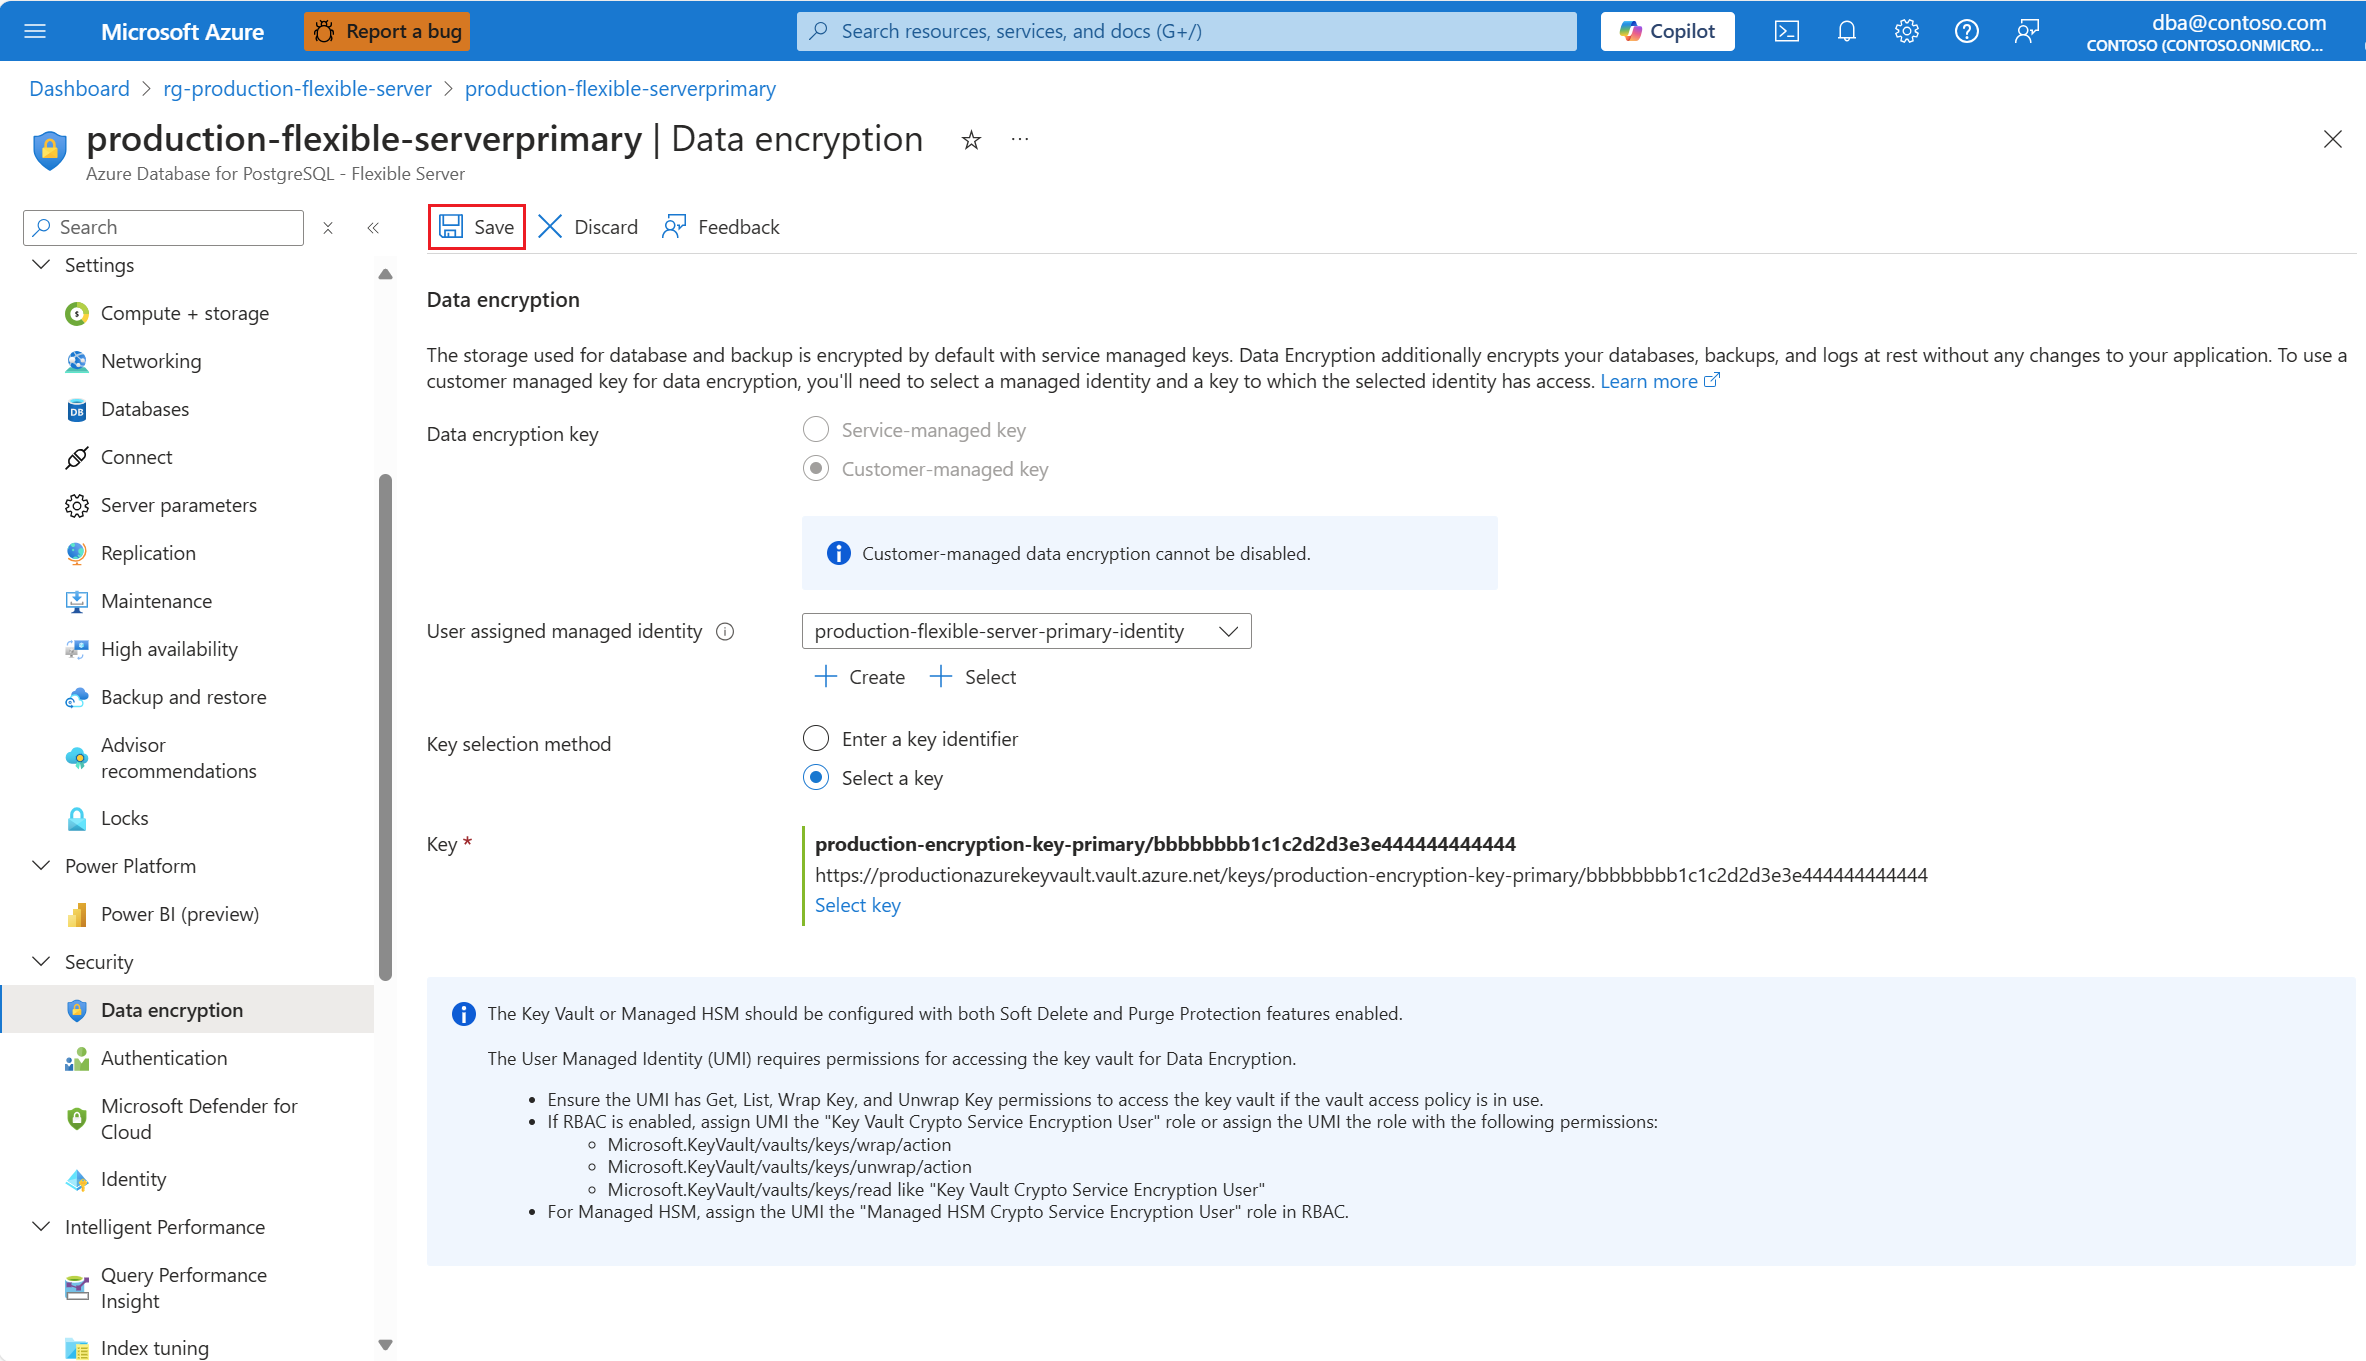 Microsoft Azure
Report a bug
Search resources, services, and docs (G+/)
Copilot
dba@contoso.com
CONTOSO (CONTOSO.ONMICRO...
Dashboard > rg-production-flexible-server > production-flexible-serverprimary
production-flexible-serverprimary | Data encryption
Azure Database for PostgreSQL - Flexible Server
Search
Save
Discard
Feedback
Settings
Compute + storage
Networking
Databases
Connect
Server parameters
Replication
Maintenance
High availability
Backup and restore
Advisor
recommendations
Locks
Power Platform
Power BI (preview)
Security
Data encryption
Authentication
Microsoft Defender for
Cloud
Identity
Intelligent Performance
Query Performance
Insight
Index tuning
Data encryption
The storage used for database and backup is encrypted by default with service managed keys. Data Encryption additionally encrypts your databases, backups, and logs at rest without any changes to your application. To use a
customer managed key for data encryption, you'll need to select a managed identity and a key to which the selected identity has access. Learn more
Data encryption key
Service-managed key
Customer-managed key
Customer-managed data encryption cannot be disabled.
User assigned managed identity
production-flexible-server-primary-identity
Create
Select
Key selection method
Enter a key identifier
Select a key
Key *
production-encryption-key-primary/bbbbbbbb1c1c2d2d3e3e444444444444
https://productionazurekeyvault.vault.azure.net/keys/production-encryption-key-primary/bbbbbbbb1c1c2d2d3e3e444444444444
Select key
The Key Vault or Managed HSM should be configured with both Soft Delete and Purge Protection features enabled.
The User Managed Identity (UMI) requires permissions for accessing the key vault for Data Encryption.
• Ensure the UMI has Get, List, Wrap Key, and Unwrap Key permissions to access the key vault if the vault access policy is in use.
• If RBAC is enabled, assign UMI the "Key Vault Crypto Service Encryption User" role or assign the UMI the role with the following permissions:
◦ Microsoft.KeyVault/vaults/keys/wrap/action
◦ Microsoft.KeyVault/vaults/keys/unwrap/action
◦ Microsoft.KeyVault/vaults/keys/read like "Key Vault Crypto Service Encryption User"
• For Managed HSM, assign the UMI the "Managed HSM Crypto Service Encryption User" role in RBAC.